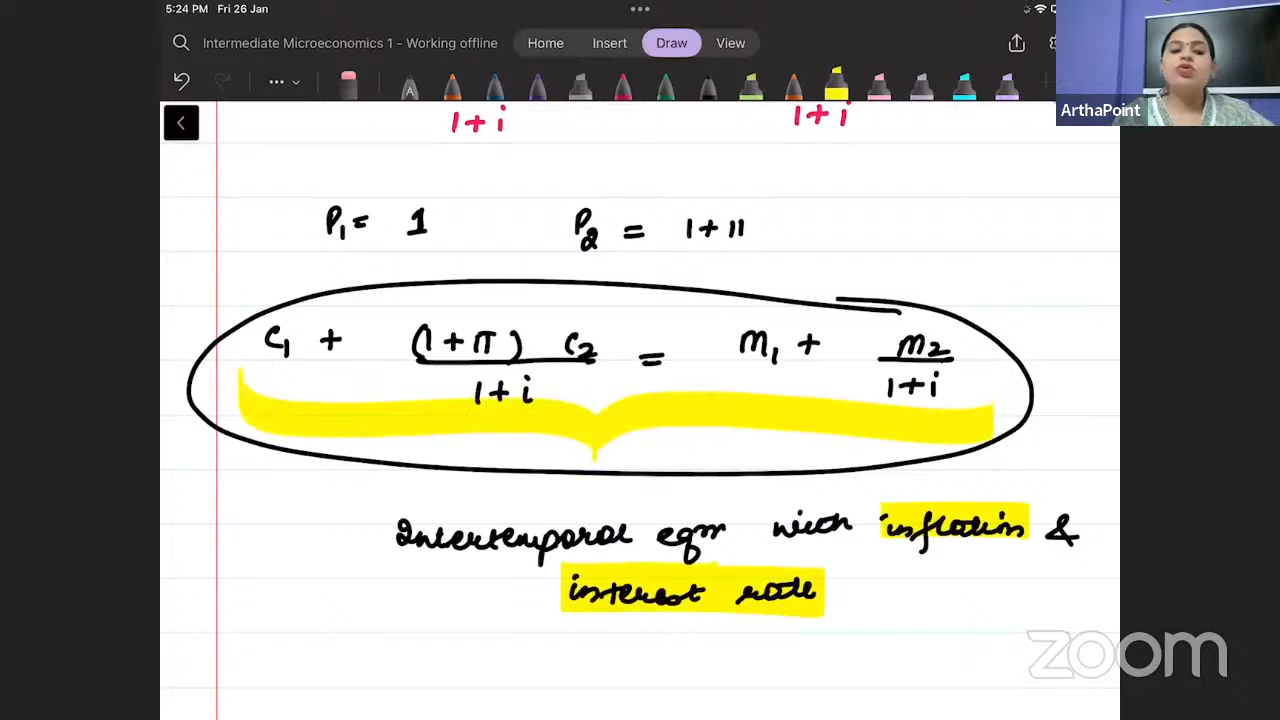 5:24 PM Fri 26 Jan
Intermediate Microeconomics 1 - Working offline Home Insert Draw View
ArthaPoint
1+i 1+i
P₁ = 1 P₂ = 1+π
C₁ + (1+π) C₂ = m₁ + m₂
1+i 1+i
Intertemporal eqn with inflation &
interest rate
zoom